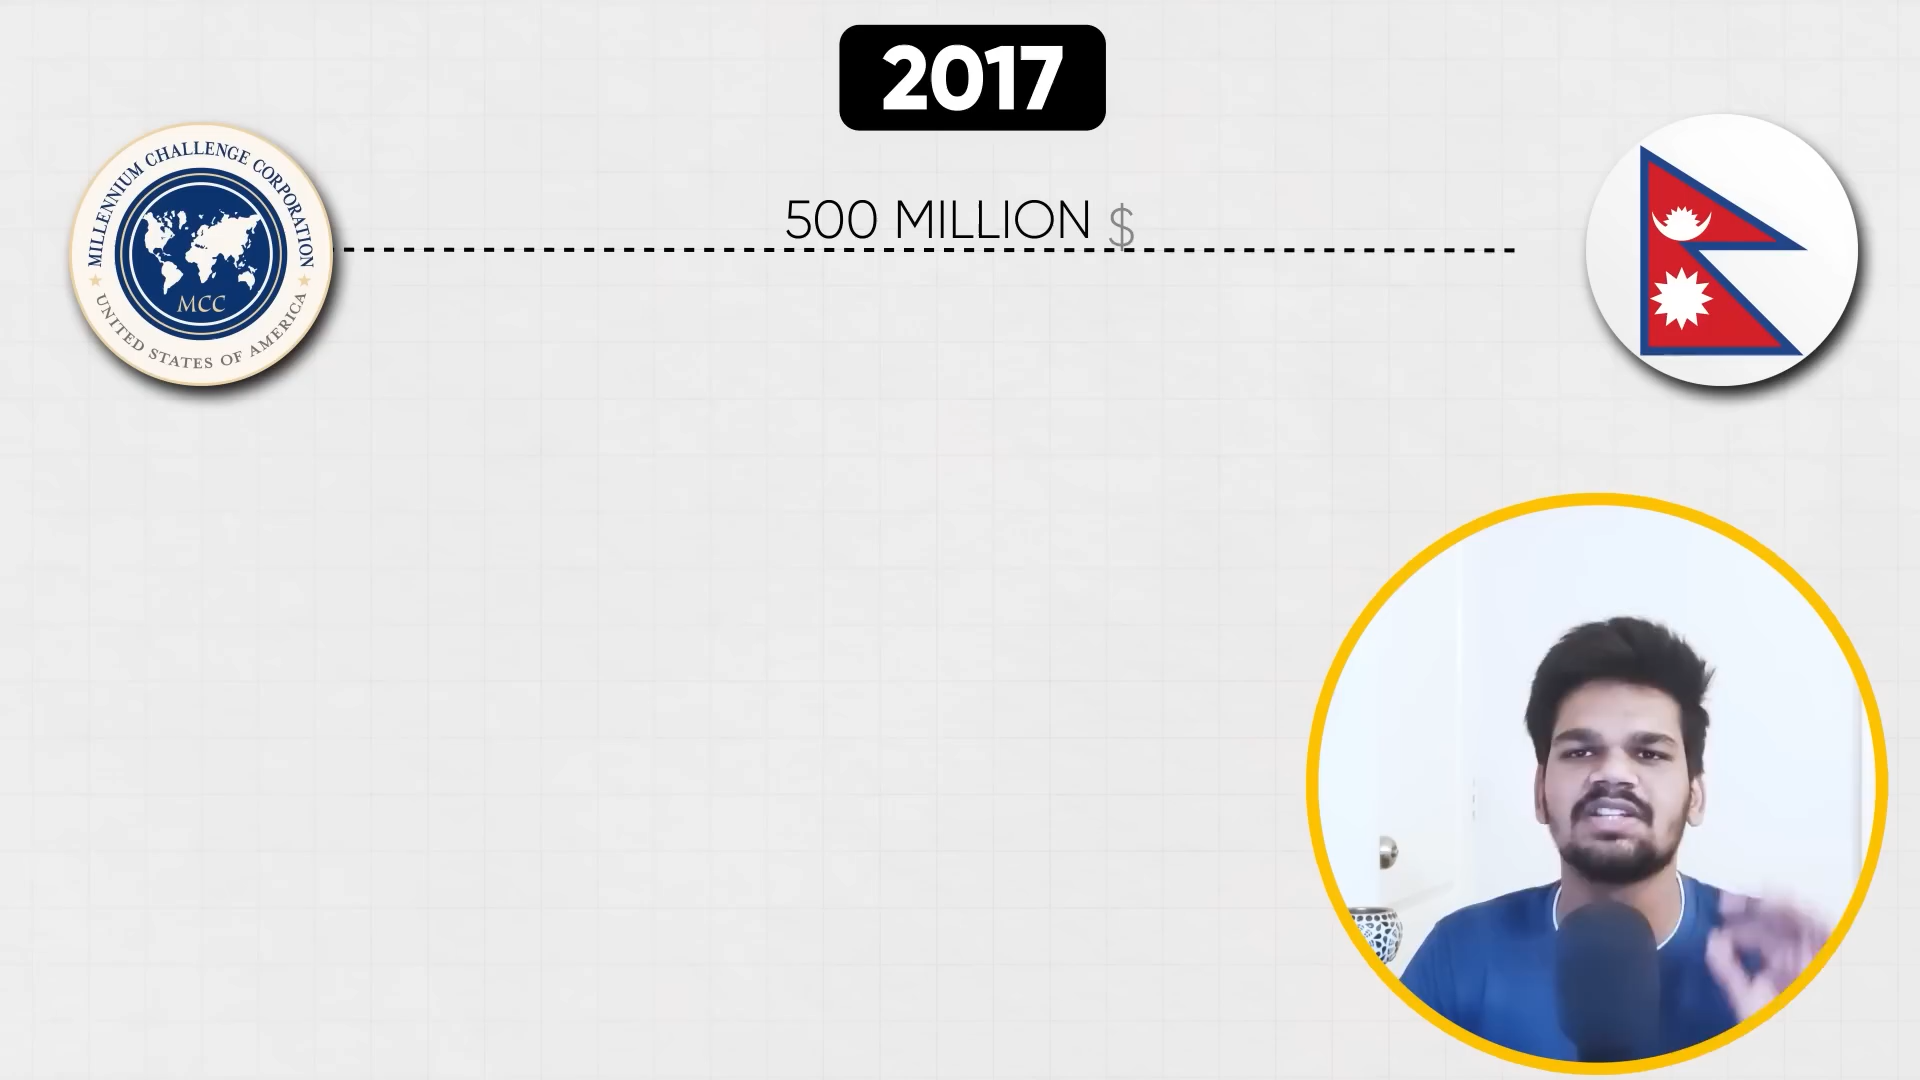 2017
MILLENNIUM CHALLENGE CORPORATION
500 MILLION $
MCC
UNITED STATES OF AMERICA